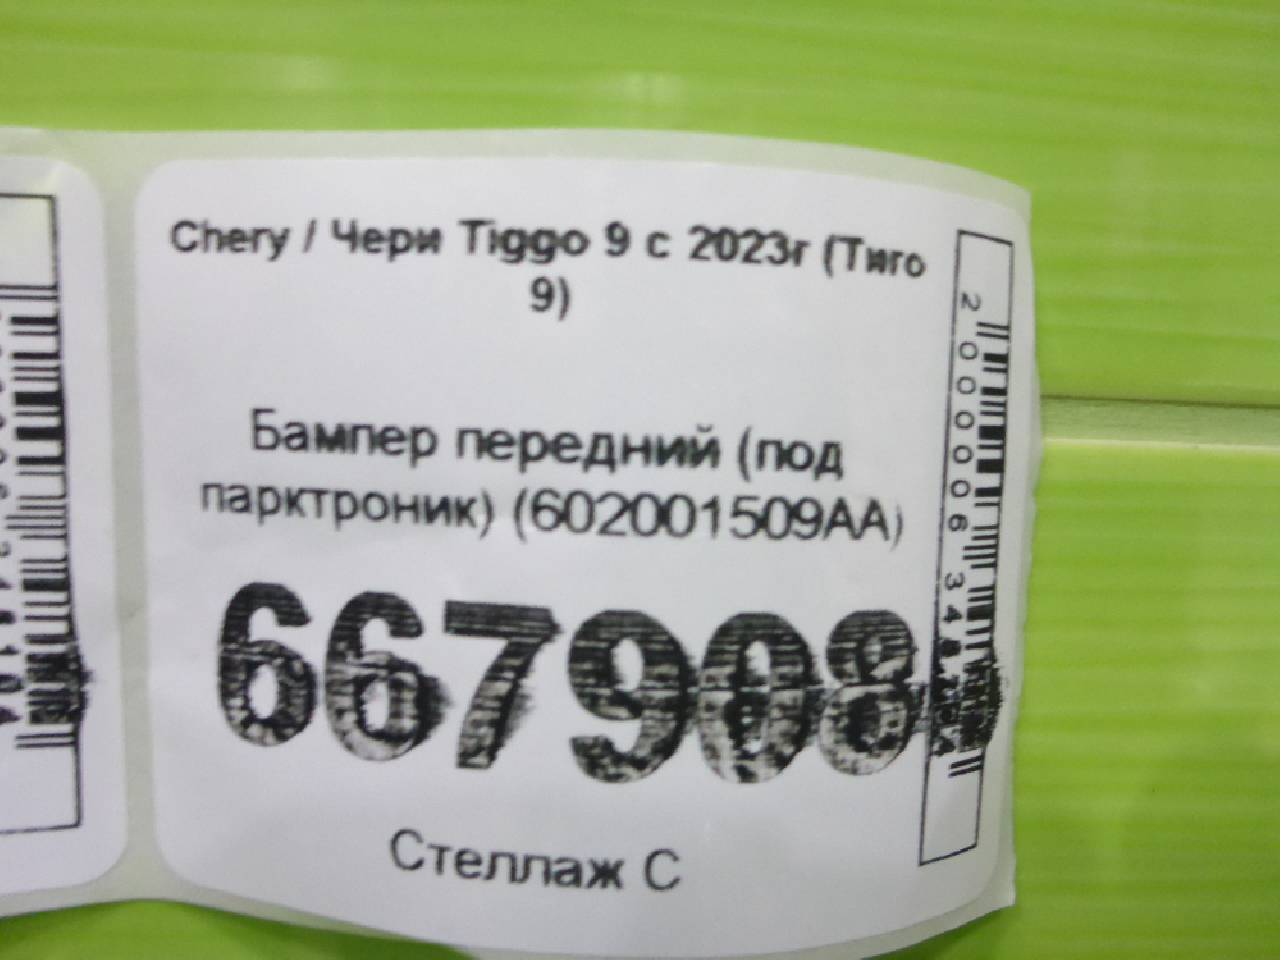 Chery / Чери Tiggo 9 с 2023г (Тиго
9)
Бампер передний (под
парктроник) (602001509AA)
667908
Стеллаж С